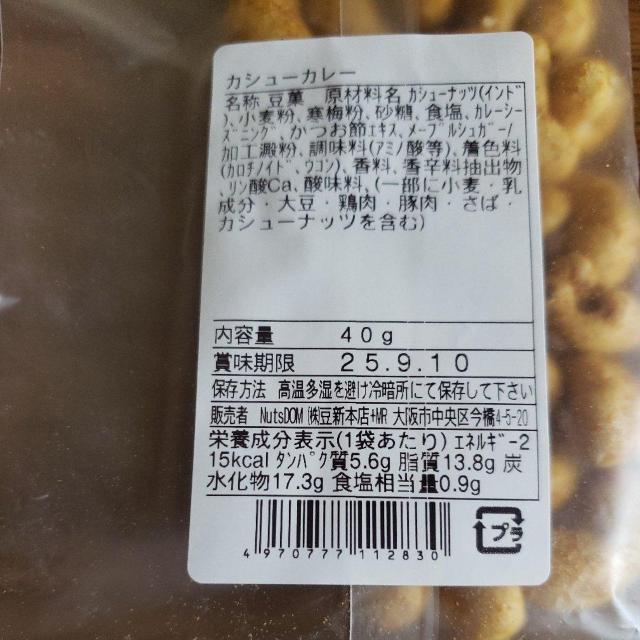 カシューカレー
名称 豆菓　原材料名 カシューナッツ(インド
)、小麦粉、寒梅粉、砂糖、食塩、カレーシー
ズニング、かつお節エキス、メープルシュガー/
加工澱粉、調味料(アミノ酸等)、着色料
(カロチノイド、ウコン)、香料、香辛料抽出物
、リン酸Ca、酸味料、(一部に小麦・乳
成分・大豆・鶏肉・豚肉・さば・
カシューナッツを含む)
内容量 40g
賞味期限 25.9.10
保存方法 高温多湿を避け冷暗所にて保存して下さい
販売者 NutsDOM ㈱豆新本店+NR 大阪市中央区今橋4-5-20
栄養成分表示(1袋あたり) エネルギー2
15kcal タンパク質5.6g 脂質13.8g 炭
水化物17.3g 食塩相当量0.9g
4 970777 112830
プラ